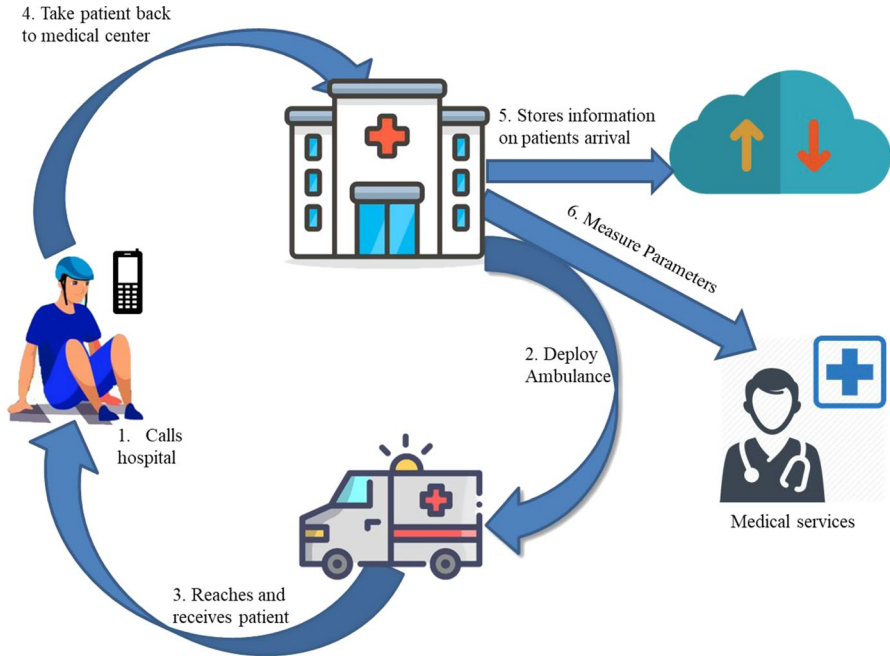 4. Take patient back
to medical center
5. Stores information
on patients arrival
6. Measure Parameters
2. Deploy
Ambulance
1. Calls
hospital
Medical services
3. Reaches and
receives patient